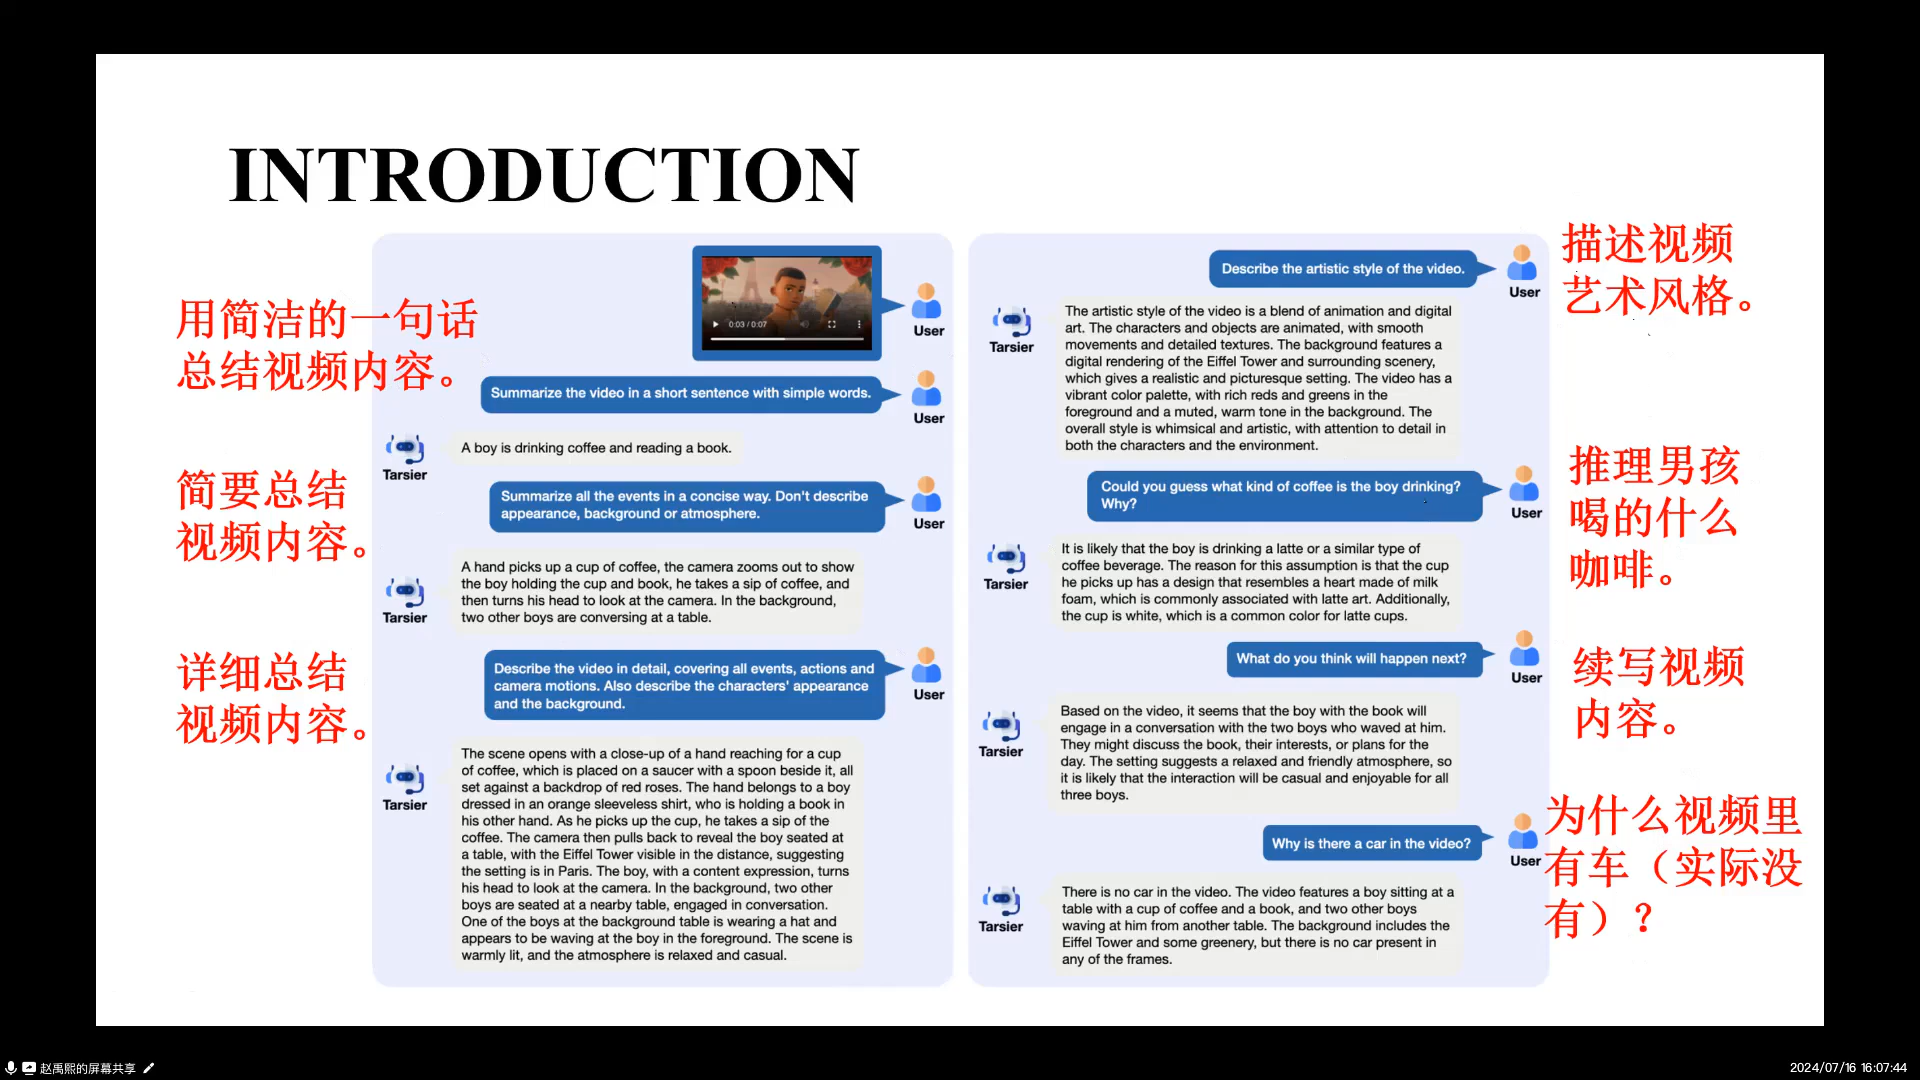 INTRODUCTION
用简洁的一句话
总结视频内容。
0:03 / 0:07
User
Summarize the video in a short sentence with simple words.
User
A boy is drinking coffee and reading a book.
Tarsier
简要总结
视频内容。
Summarize all the events in a concise way. Don't describe
appearance, background or atmosphere.
User
A hand picks up a cup of coffee, the camera zooms out to show
the boy holding the cup and book, he takes a sip of coffee, and
then turns his head to look at the camera. In the background,
two other boys are conversing at a table.
Tarsier
详细总结
视频内容。
Describe the video in detail, covering all events, actions and
camera motions. Also describe the characters' appearance
and the background.
User
The scene opens with a close-up of a hand reaching for a cup
of coffee, which is placed on a saucer with a spoon beside it, all
set against a backdrop of red roses. The hand belongs to a boy
dressed in an orange sleeveless shirt, who is holding a book in
his other hand. As he picks up the cup, he takes a sip of the
coffee. The camera then pulls back to reveal the boy seated at
a table, with the Eiffel Tower visible in the distance, suggesting
the setting is in Paris. The boy, with a content expression, turns
his head to look at the camera. In the background, two other
boys are seated at a nearby table, engaged in conversation.
One of the boys at the background table is wearing a hat and
appears to be waving at the boy in the foreground. The scene is
warmly lit, and the atmosphere is relaxed and casual.
Tarsier
Describe the artistic style of the video.
User
描述视频
艺术风格。
The artistic style of the video is a blend of animation and digital
art. The characters and objects are animated, with smooth
movements and detailed textures. The background features a
digital rendering of the Eiffel Tower and surrounding scenery,
which gives a realistic and picturesque setting. The video has a
vibrant color palette, with rich reds and greens in the
foreground and a muted, warm tone in the background. The
overall style is whimsical and artistic, with attention to detail in
both the characters and the environment.
Tarsier
Could you guess what kind of coffee is the boy drinking?
Why?
User
推理男孩
喝的什么
咖啡。
It is likely that the boy is drinking a latte or a similar type of
coffee beverage. The reason for this assumption is that the cup
he picks up has a design that resembles a heart made of milk
foam, which is commonly associated with latte art. Additionally,
the cup is white, which is a common color for latte cups.
Tarsier
What do you think will happen next?
User
续写视频
内容。
Based on the video, it seems that the boy with the book will
engage in a conversation with the two boys who waved at him.
They might discuss the book, their interests, or plans for the
day. The setting suggests a relaxed and friendly atmosphere, so
it is likely that the interaction will be casual and enjoyable for all
three boys.
Tarsier
Why is there a car in the video?
User
为什么视频里
有车（实际没
有）？
There is no car in the video. The video features a boy sitting at a
table with a cup of coffee and a book, and two other boys
waving at him from another table. The background includes the
Eiffel Tower and some greenery, but there is no car present in
any of the frames.
Tarsier
赵禹熙的屏幕共享
2024/07/16 16:07:44